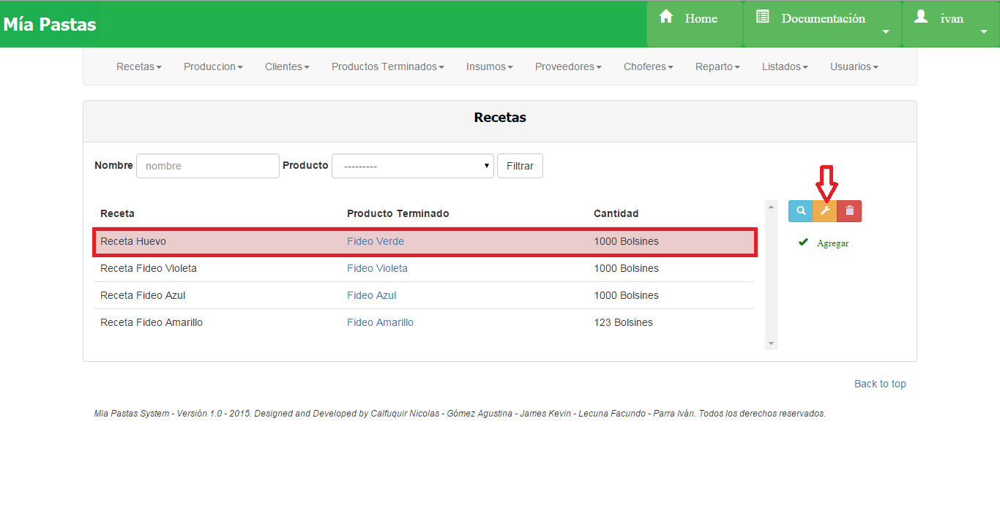 Mía Pastas
Home
Documentación
ivan
Recetas
Produccion
Clientes
Productos Terminados
Insumos
Proveedores
Choferes
Reparto
Listados
Usuarios
Recetas
Nombre nombre Producto --------- Filtrar
Receta Producto Terminado Cantidad
Receta Huevo Fideo Verde 1000 Bolsines
Agregar
Receta Fideo Violeta Fideo Violeta 1000 Bolsines
Receta Fideo Azul Fideo Azul 1000 Bolsines
Receta Fideo Amarillo Fideo Amarillo 123 Bolsines
Back to top
Mia Pastas System - Versión 1.0 - 2015. Designed and Developed by Calfuquir Nicolas - Gómez Agustina - James Kevin - Lecuna Facundo - Parra Iván. Todos los derechos reservados.